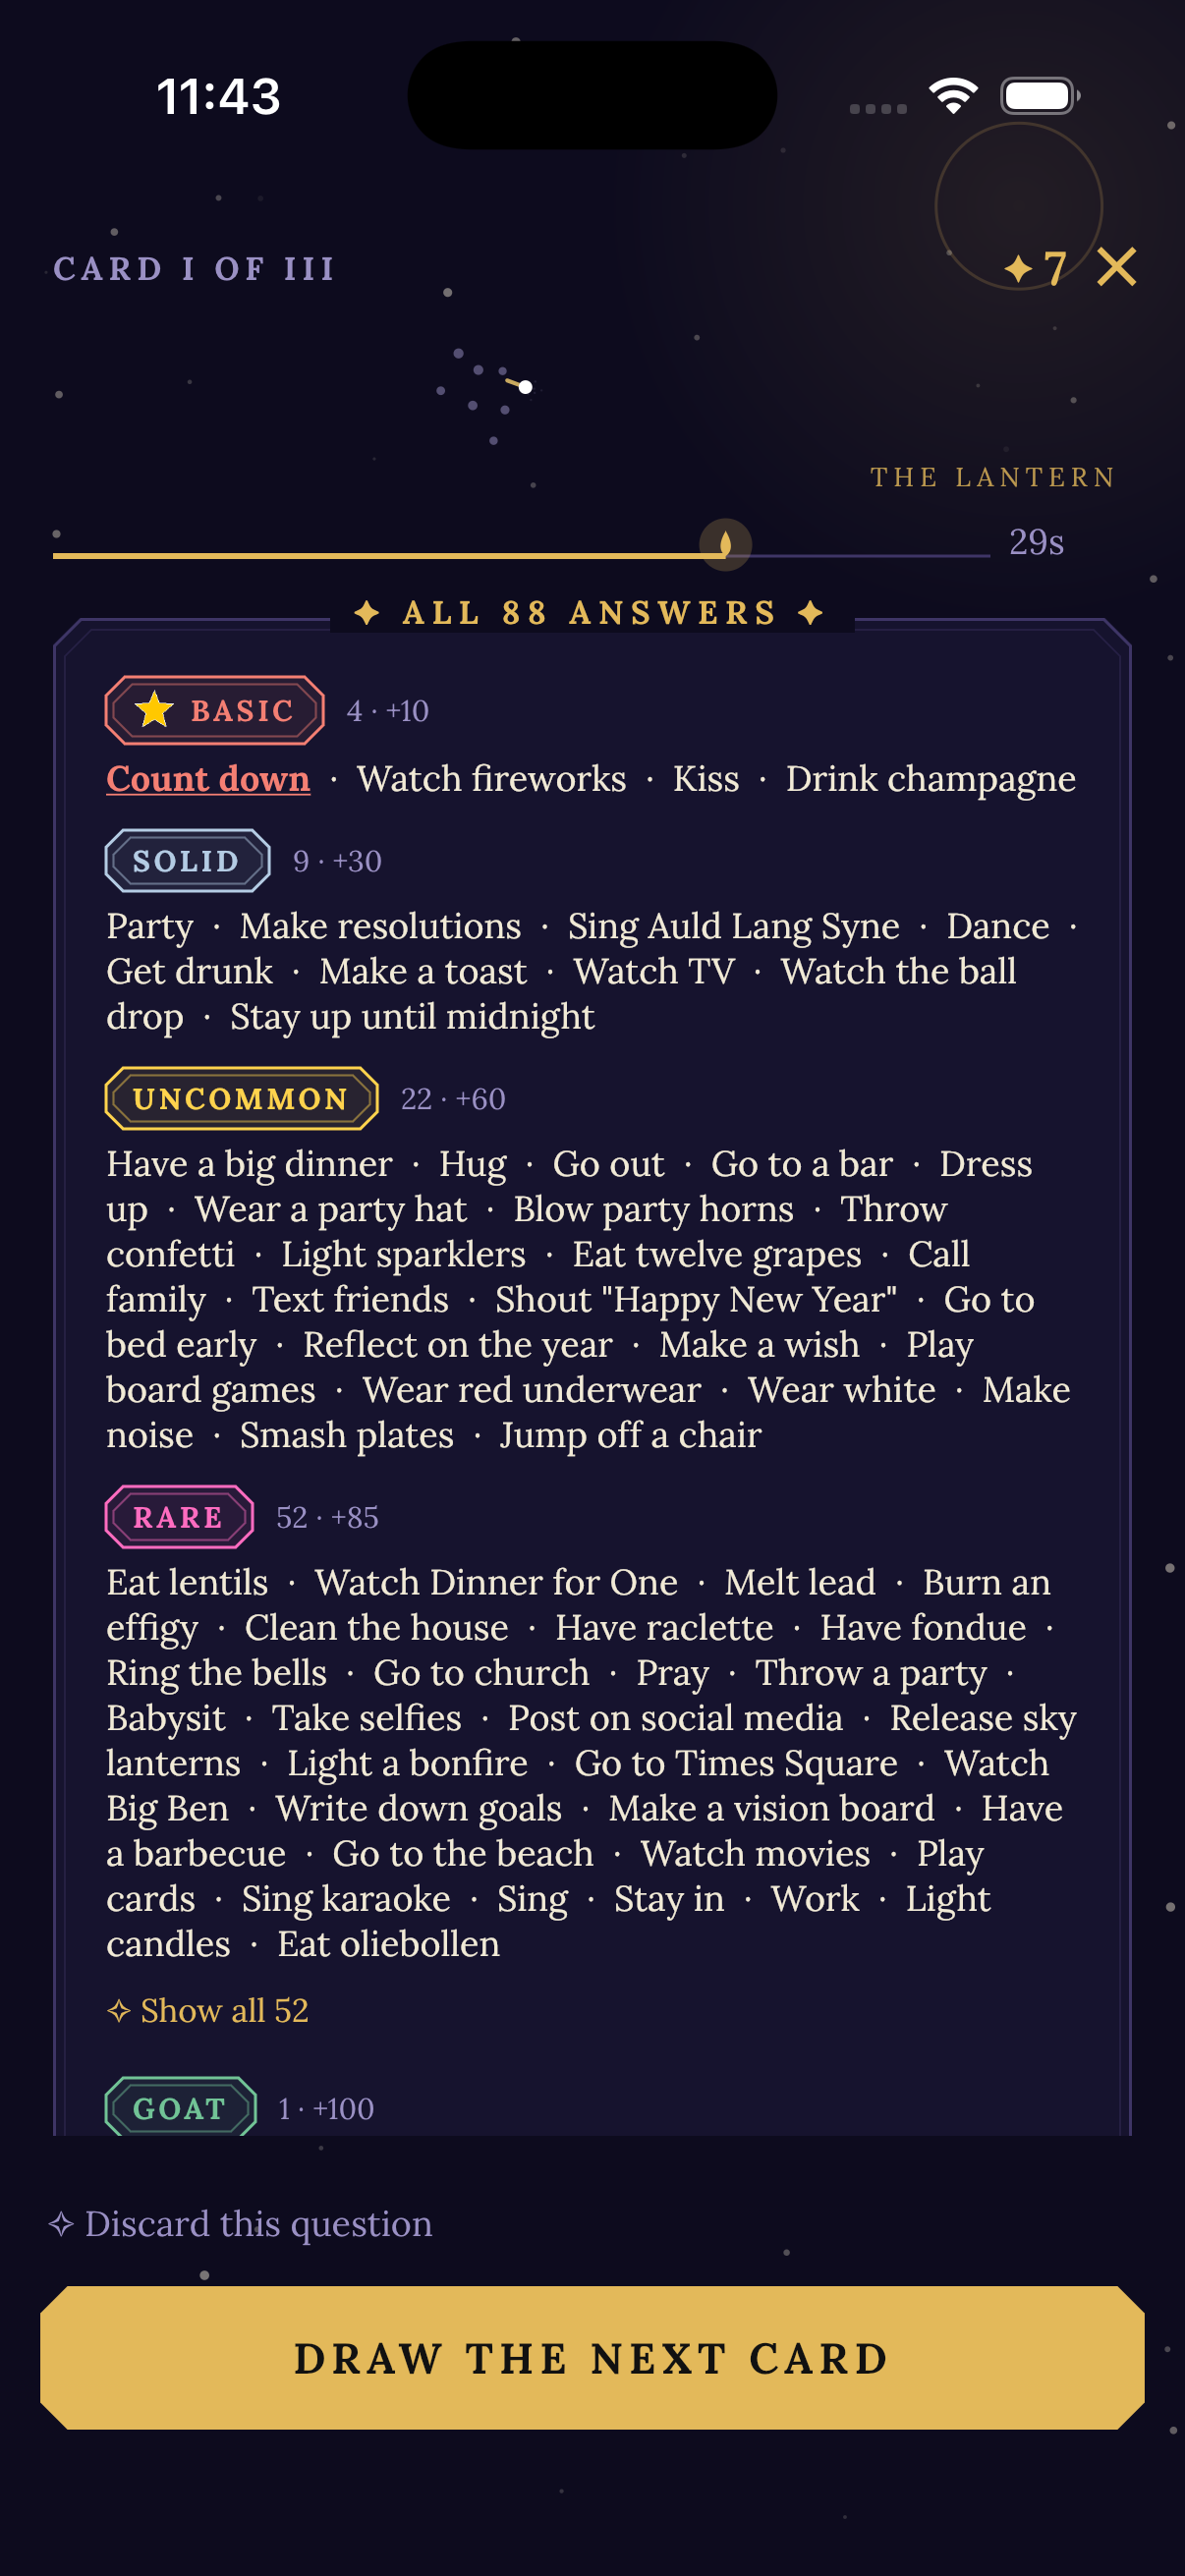 11:43
CARD I OF III
7
THE LANTERN
29s
ALL 88 ANSWERS
BASIC 4 · +10
Count down · Watch fireworks · Kiss · Drink champagne
SOLID 9 · +30
Party · Make resolutions · Sing Auld Lang Syne · Dance ·
Get drunk · Make a toast · Watch TV · Watch the ball
drop · Stay up until midnight
UNCOMMON 22 · +60
Have a big dinner · Hug · Go out · Go to a bar · Dress
up · Wear a party hat · Blow party horns · Throw
confetti · Light sparklers · Eat twelve grapes · Call
family · Text friends · Shout "Happy New Year" · Go to
bed early · Reflect on the year · Make a wish · Play
board games · Wear red underwear · Wear white · Make
noise · Smash plates · Jump off a chair
RARE 52 · +85
Eat lentils · Watch Dinner for One · Melt lead · Burn an
effigy · Clean the house · Have raclette · Have fondue ·
Ring the bells · Go to church · Pray · Throw a party ·
Babysit · Take selfies · Post on social media · Release sky
lanterns · Light a bonfire · Go to Times Square · Watch
Big Ben · Write down goals · Make a vision board · Have
a barbecue · Go to the beach · Watch movies · Play
cards · Sing karaoke · Sing · Stay in · Work · Light
candles · Eat oliebollen
Show all 52
GOAT 1 · +100
Discard this question
DRAW THE NEXT CARD